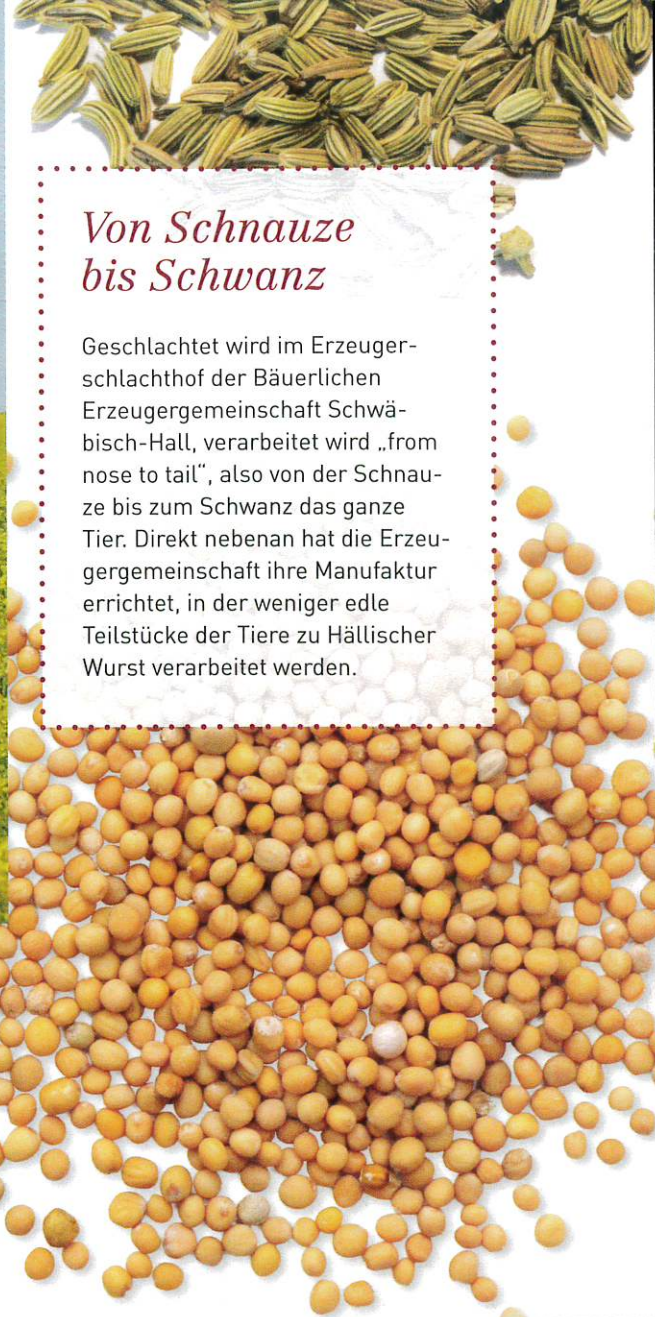 Von Schnauze
bis Schwanz
Geschlachtet wird im Erzeuger-
schlachthof der Bäuerlichen
Erzeugergemeinschaft Schwä-
bisch-Hall, verarbeitet wird „from
nose to tail“, also von der Schnau-
ze bis zum Schwanz das ganze
Tier. Direkt nebenan hat die Erzeu-
gergemeinschaft ihre Manufaktur
errichtet, in der weniger edle
Teilstücke der Tiere zu Hällischer
Wurst verarbeitet werden.